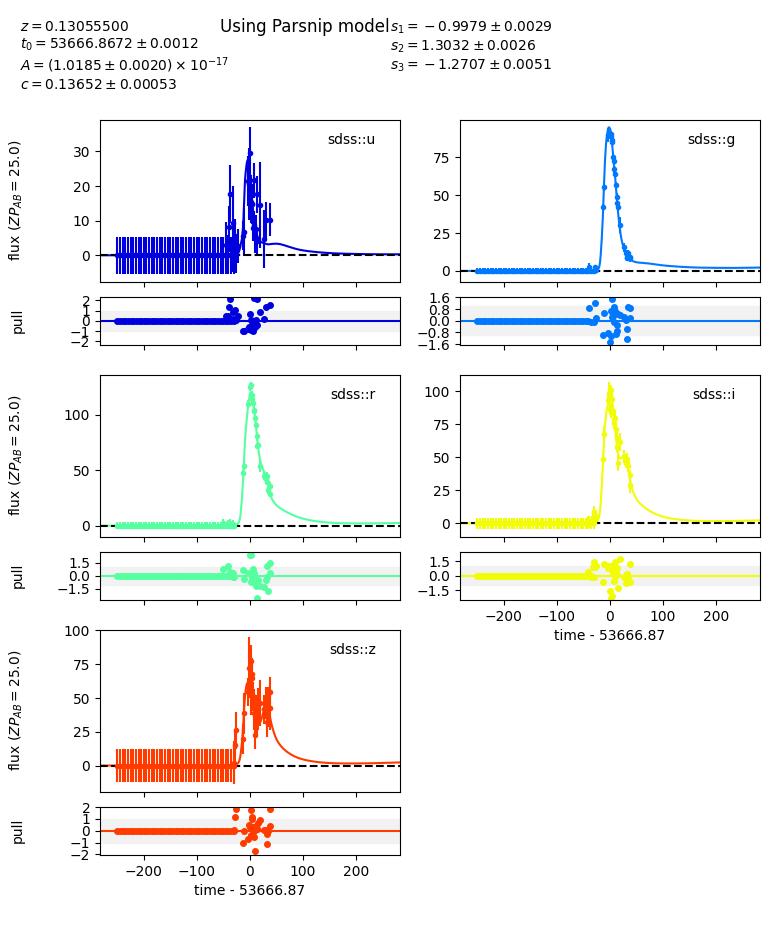 Using Parsnip model
z = 0.13055500
t₀ = 53666.8672 ± 0.0012
A = (1.0185 ± 0.0020) × 10⁻¹⁷
c = 0.13652 ± 0.00053
s₁ = −0.9979 ± 0.0029
s₂ = 1.3032 ± 0.0026
s₃ = −1.2707 ± 0.0051
sdss::u
flux (ZP_AB = 25.0)
30
20
10
0
pull
2
1
0
−1
−2
sdss::g
75
50
25
0
1.6
0.8
0.0
−0.8
−1.6
sdss::r
flux (ZP_AB = 25.0)
100
50
0
pull
1.5
0.0
−1.5
sdss::i
100
75
50
25
0
1.5
0.0
−1.5
−200 −100 0 100 200
time - 53666.87
sdss::z
flux (ZP_AB = 25.0)
100
75
50
25
0
pull
2
1
0
−1
−2
−200 −100 0 100 200
time - 53666.87